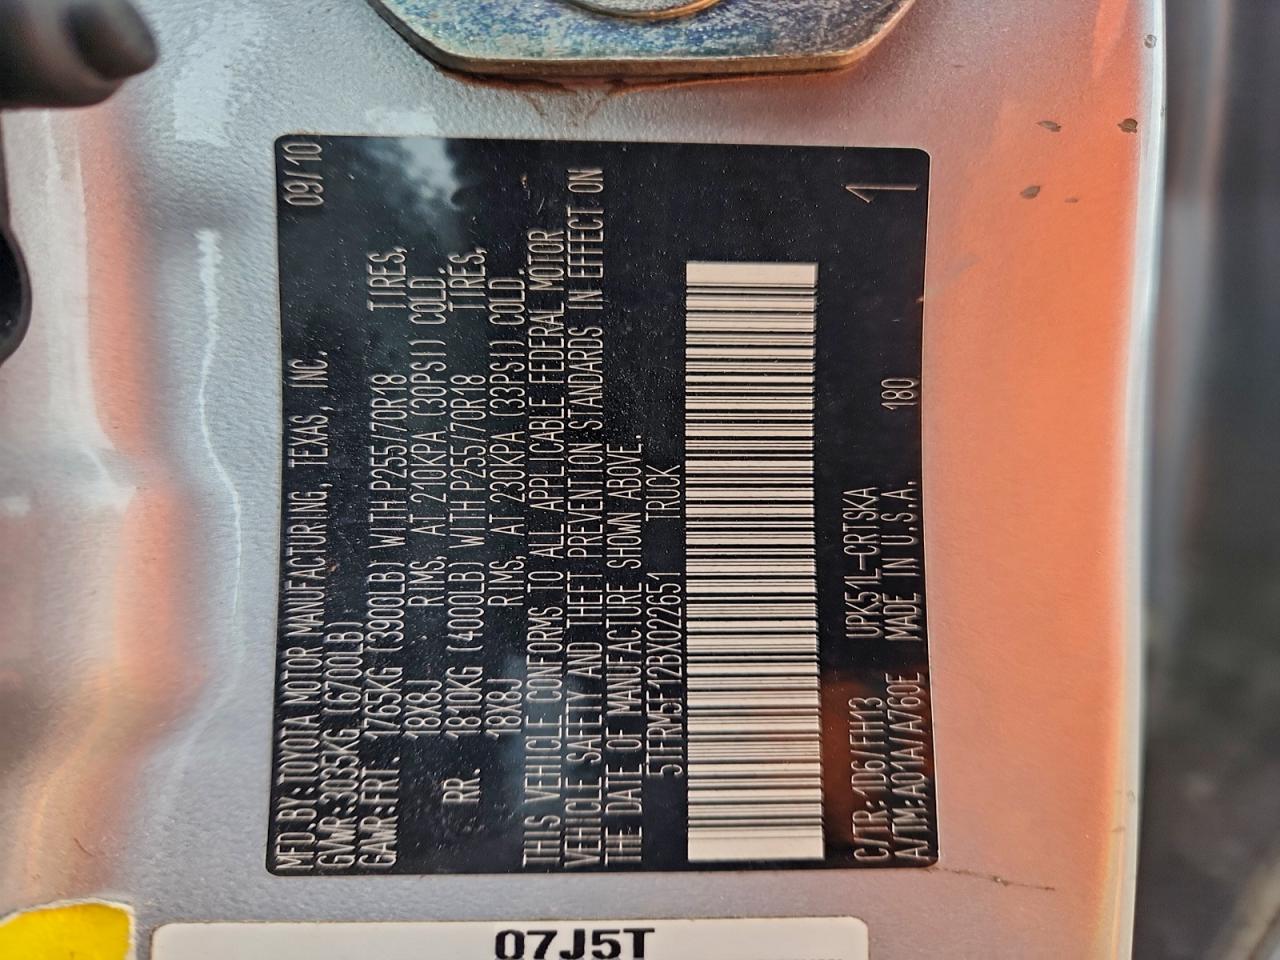 MFD.BY:TOYOTA MOTOR MANUFACTURING, TEXAS, INC. 09/10
GVWR:3035KG (6700LB)
GAWR:FRT. 1765KG (3900LB) WITH P255/70R18 TIRES,
18X8J RIMS, AT 210KPA (30PSI) COLD.
RR. 1810KG (4000LB) WITH P255/70R18 TIRES,
18X8J RIMS, AT 230KPA (33PSI) COLD.
THIS VEHICLE CONFORMS TO ALL APPLICABLE FEDERAL MOTOR
VEHICLE SAFETY AND THEFT PREVENTION STANDARDS IN EFFECT ON
THE DATE OF MANUFACTURE SHOWN ABOVE.
5TFRM5F12BX022651 TRUCK
C/TR:1D6/FH13 UPK51L-CRTSKA 1
A/TM:A01A/A760E MADE IN U.S.A. 180
07J5T